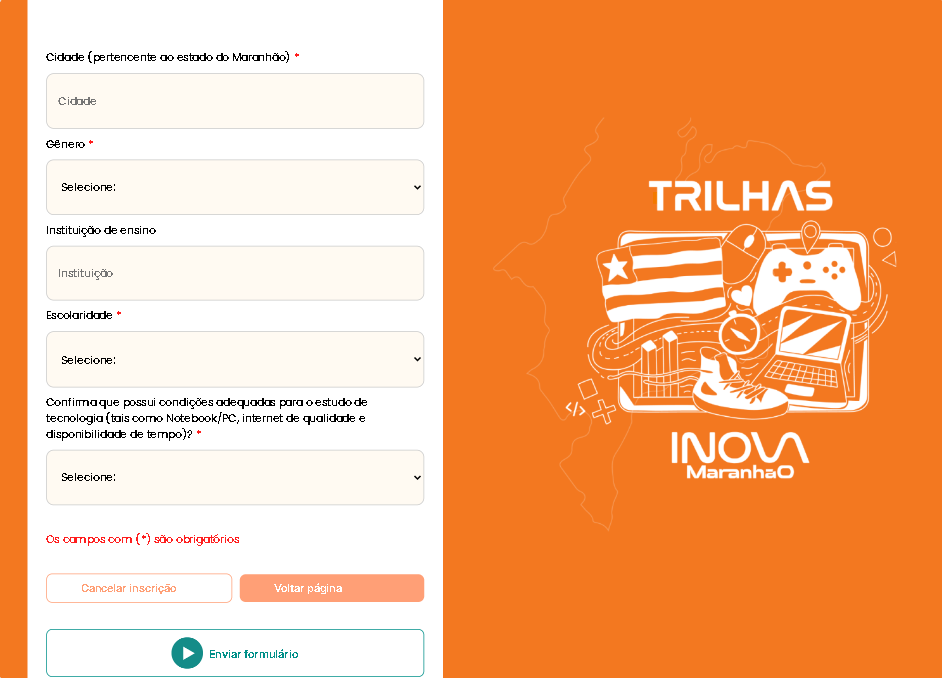 Cidade (pertencente ao estado do Maranhão) *
Cidade
Gênero *
Selecione:
Instituição de ensino
Instituição
Escolaridade *
Selecione:
Confirma que possui condições adequadas para o estudo de
tecnologia (tais como Notebook/PC, internet de qualidade e
disponibilidade de tempo)? *
Selecione:
Os campos com (*) são obrigatórios
Cancelar inscrição
Voltar página
Enviar formulário
TRILHAS
</>
INOVA
MaranhaO